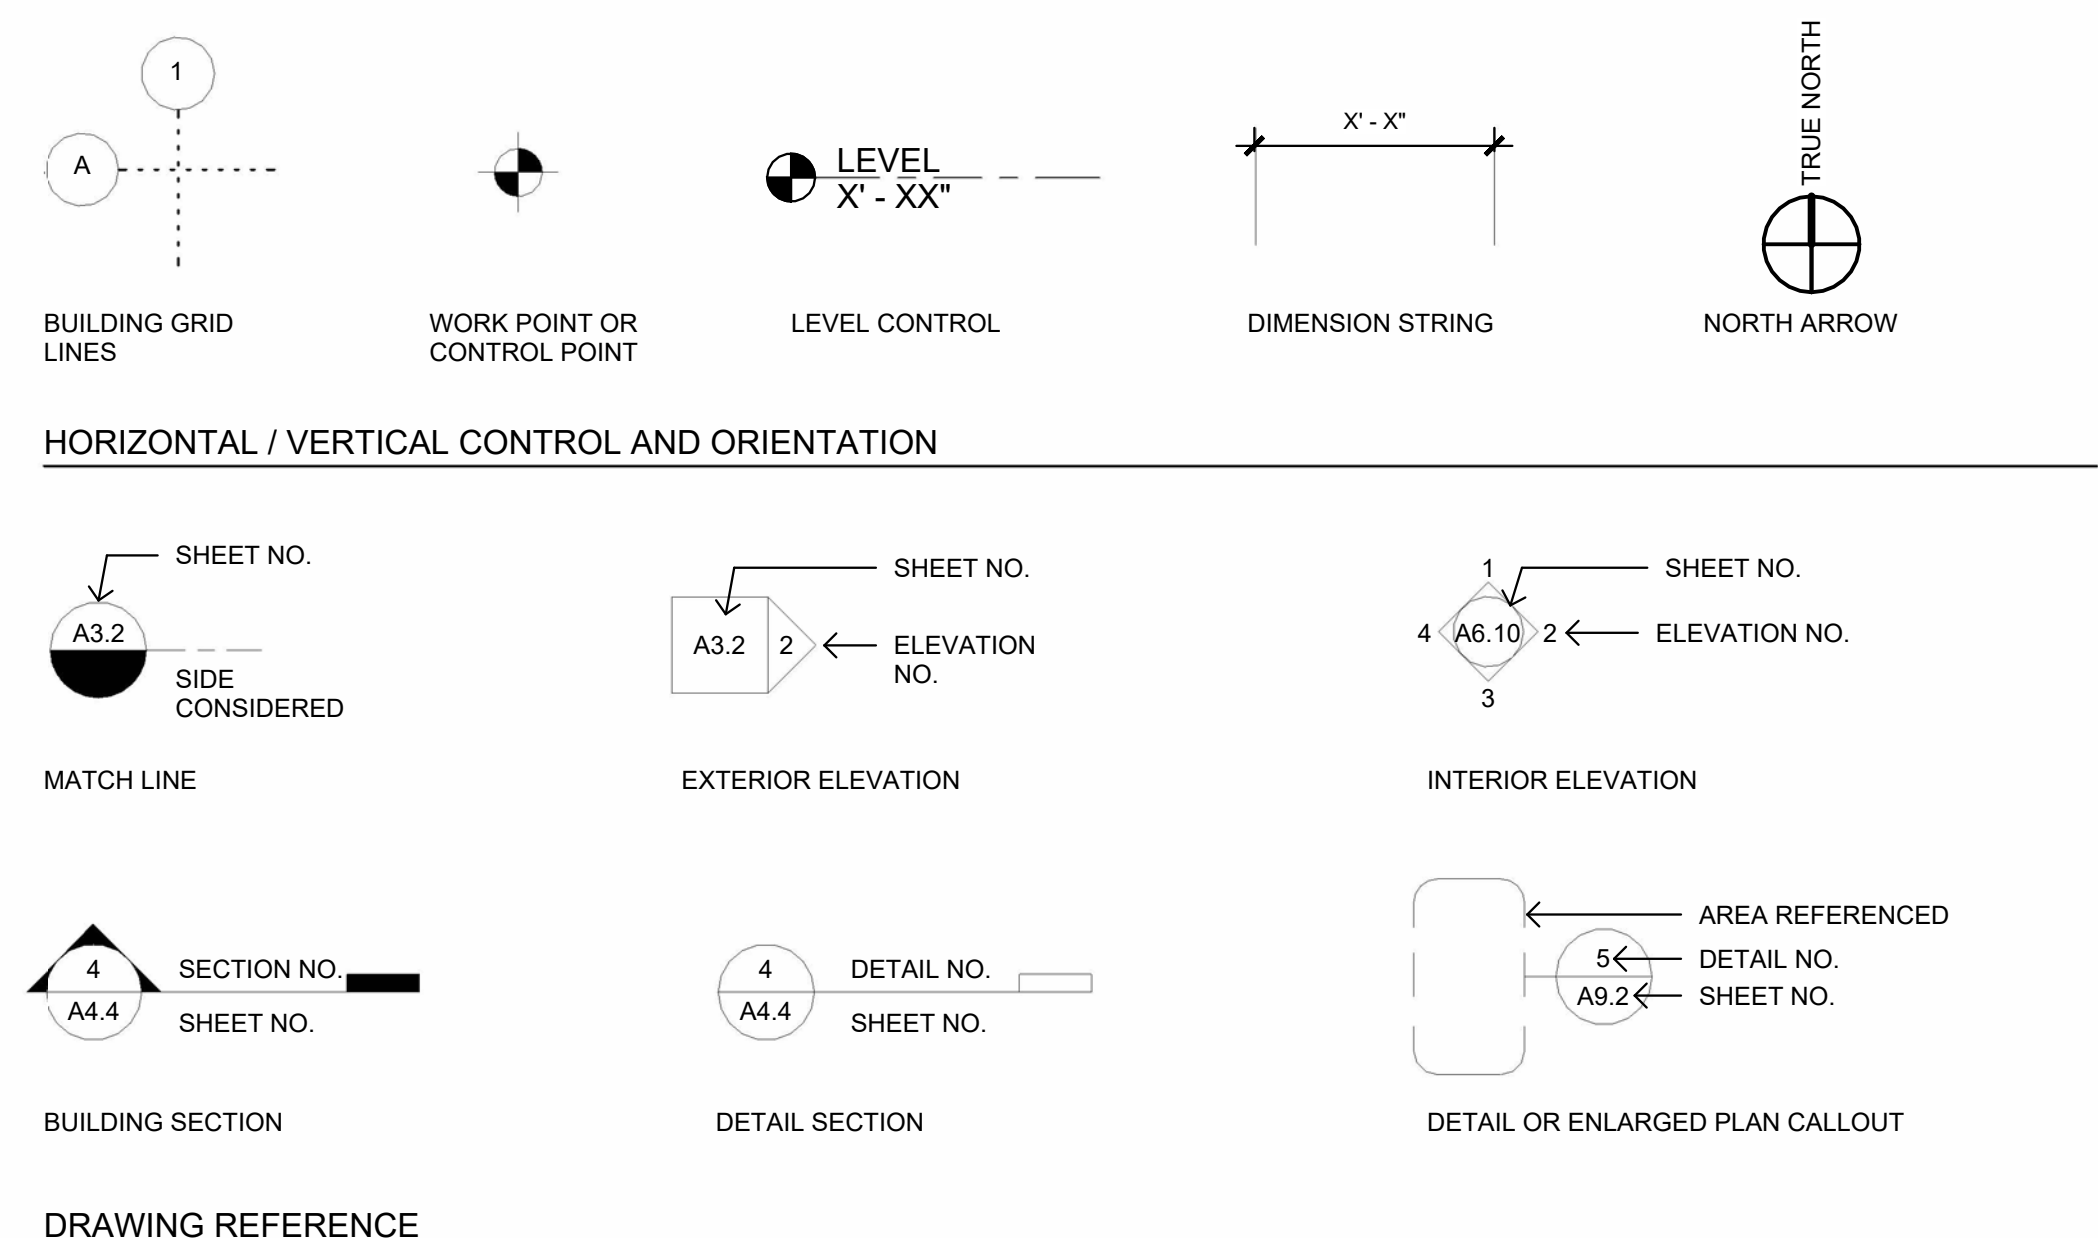 1
A
LEVEL
X' - XX"
X' - X"
TRUE NORTH
BUILDING GRID
LINES
WORK POINT OR
CONTROL POINT
LEVEL CONTROL
DIMENSION STRING
NORTH ARROW
HORIZONTAL / VERTICAL CONTROL AND ORIENTATION
SHEET NO.
A3.2
SIDE
CONSIDERED
MATCH LINE
SHEET NO.
A3.2
2
ELEVATION
NO.
EXTERIOR ELEVATION
1
SHEET NO.
4
A6.10
2
ELEVATION NO.
3
INTERIOR ELEVATION
4
SECTION NO.
A4.4
SHEET NO.
BUILDING SECTION
4
DETAIL NO.
A4.4
SHEET NO.
DETAIL SECTION
AREA REFERENCED
5
DETAIL NO.
A9.2
SHEET NO.
DETAIL OR ENLARGED PLAN CALLOUT
DRAWING REFERENCE